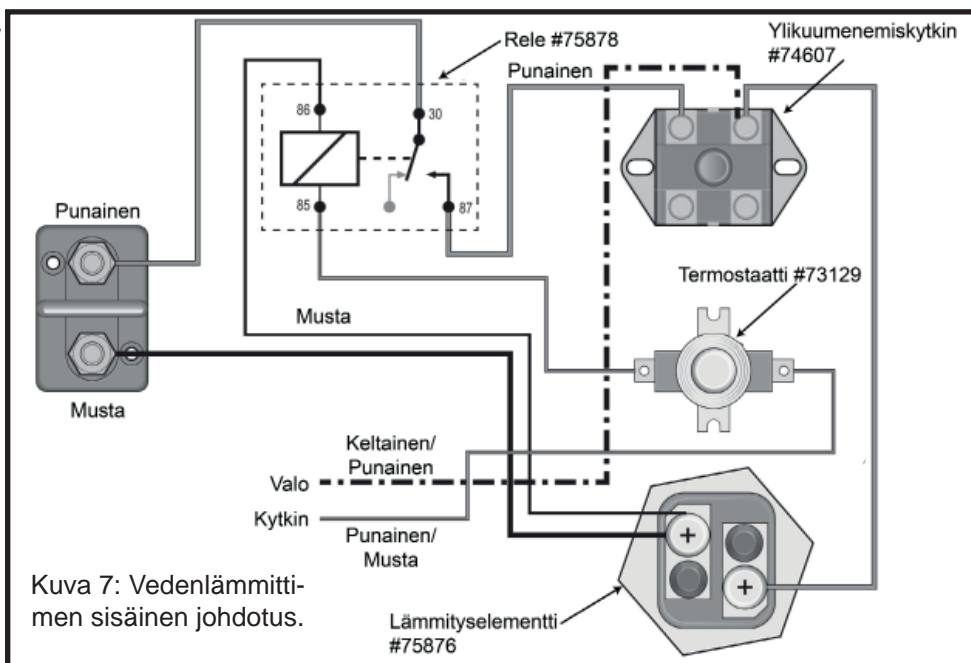 Rele #75878
Ylikuumenemiskytkin
#74607
Punainen
86
30
85
87
Punainen
Termostaatti #73129
Musta
Musta
Keltainen/
Punainen
Valo
Kytkin
Punainen/
Musta
Kuva 7: Vedenlämmitti-
men sisäinen johdotus.
Lämmityselementti
#75876